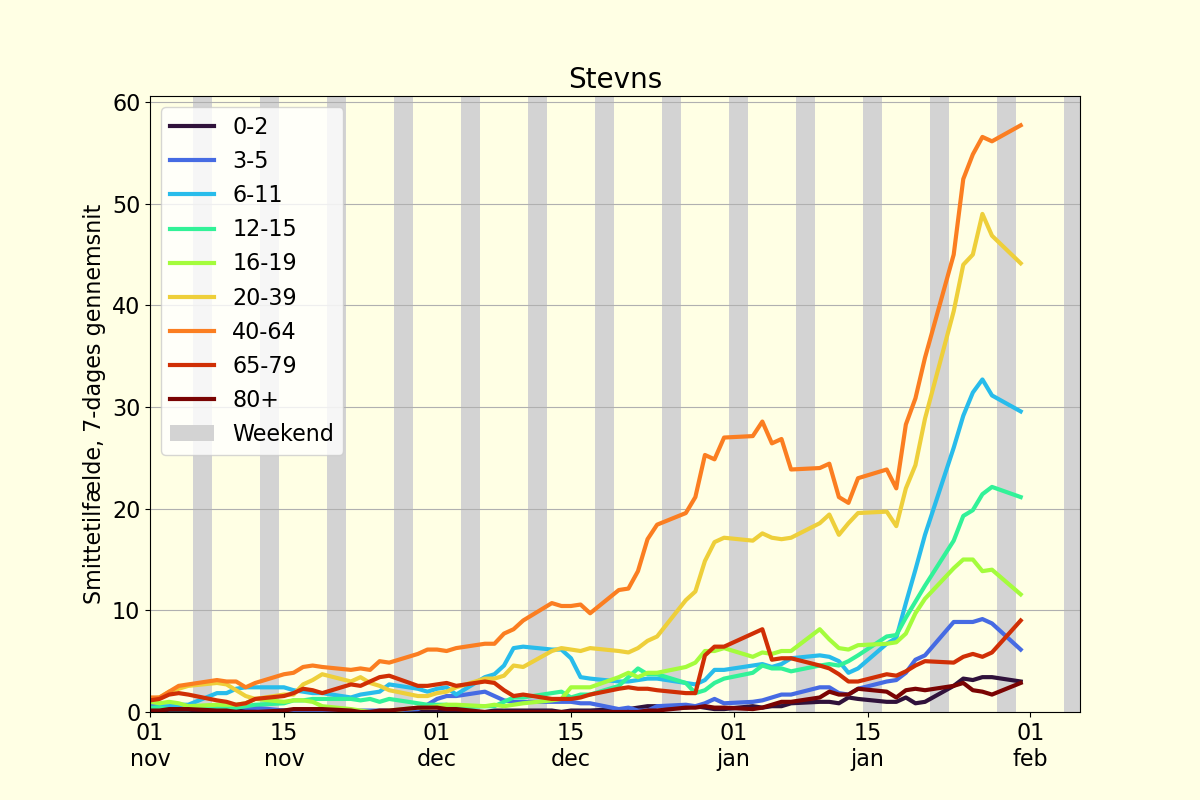 Stevns
Smittetilfælde, 7-dages gennemsnit
60
50
40
30
20
10
0
0-2
3-5
6-11
12-15
16-19
20-39
40-64
65-79
80+
Weekend
01
nov
15
nov
01
dec
15
dec
01
jan
15
jan
01
feb